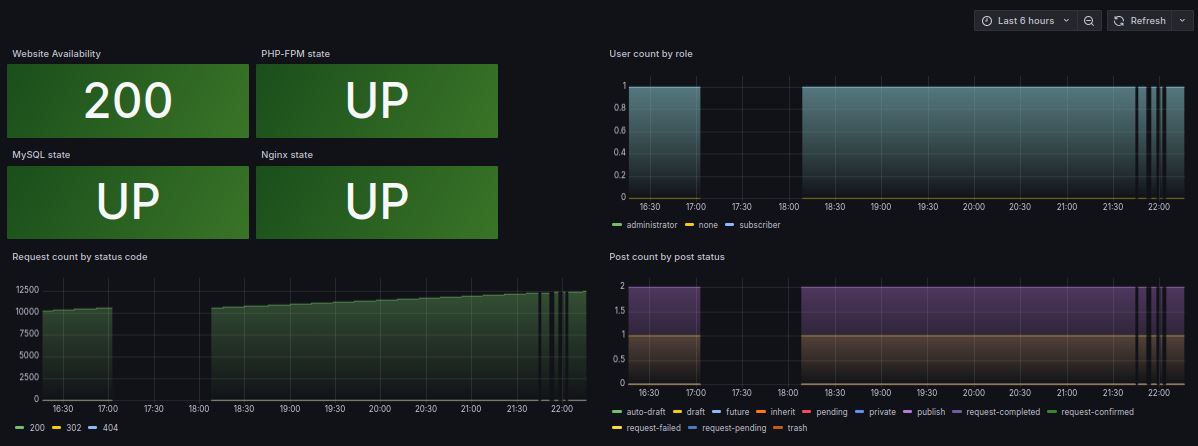 Last 6 hours Refresh
Website Availability PHP-FPM state User count by role
200 UP
MySQL state Nginx state
UP UP
1
0.8
0.6
0.4
0.2
0
16:30 17:00 17:30 18:00 18:30 19:00 19:30 20:00 20:30 21:00 21:30 22:00
administrator none subscriber
Request count by status code
12500
10000
7500
5000
2500
0
16:30 17:00 17:30 18:00 18:30 19:00 19:30 20:00 20:30 21:00 21:30 22:00
200 302 404
Post count by post status
2
1.5
1
0.5
0
16:30 17:00 17:30 18:00 18:30 19:00 19:30 20:00 20:30 21:00 21:30 22:00
auto-draft draft future inherit pending private publish request-completed request-confirmed
request-failed request-pending trash